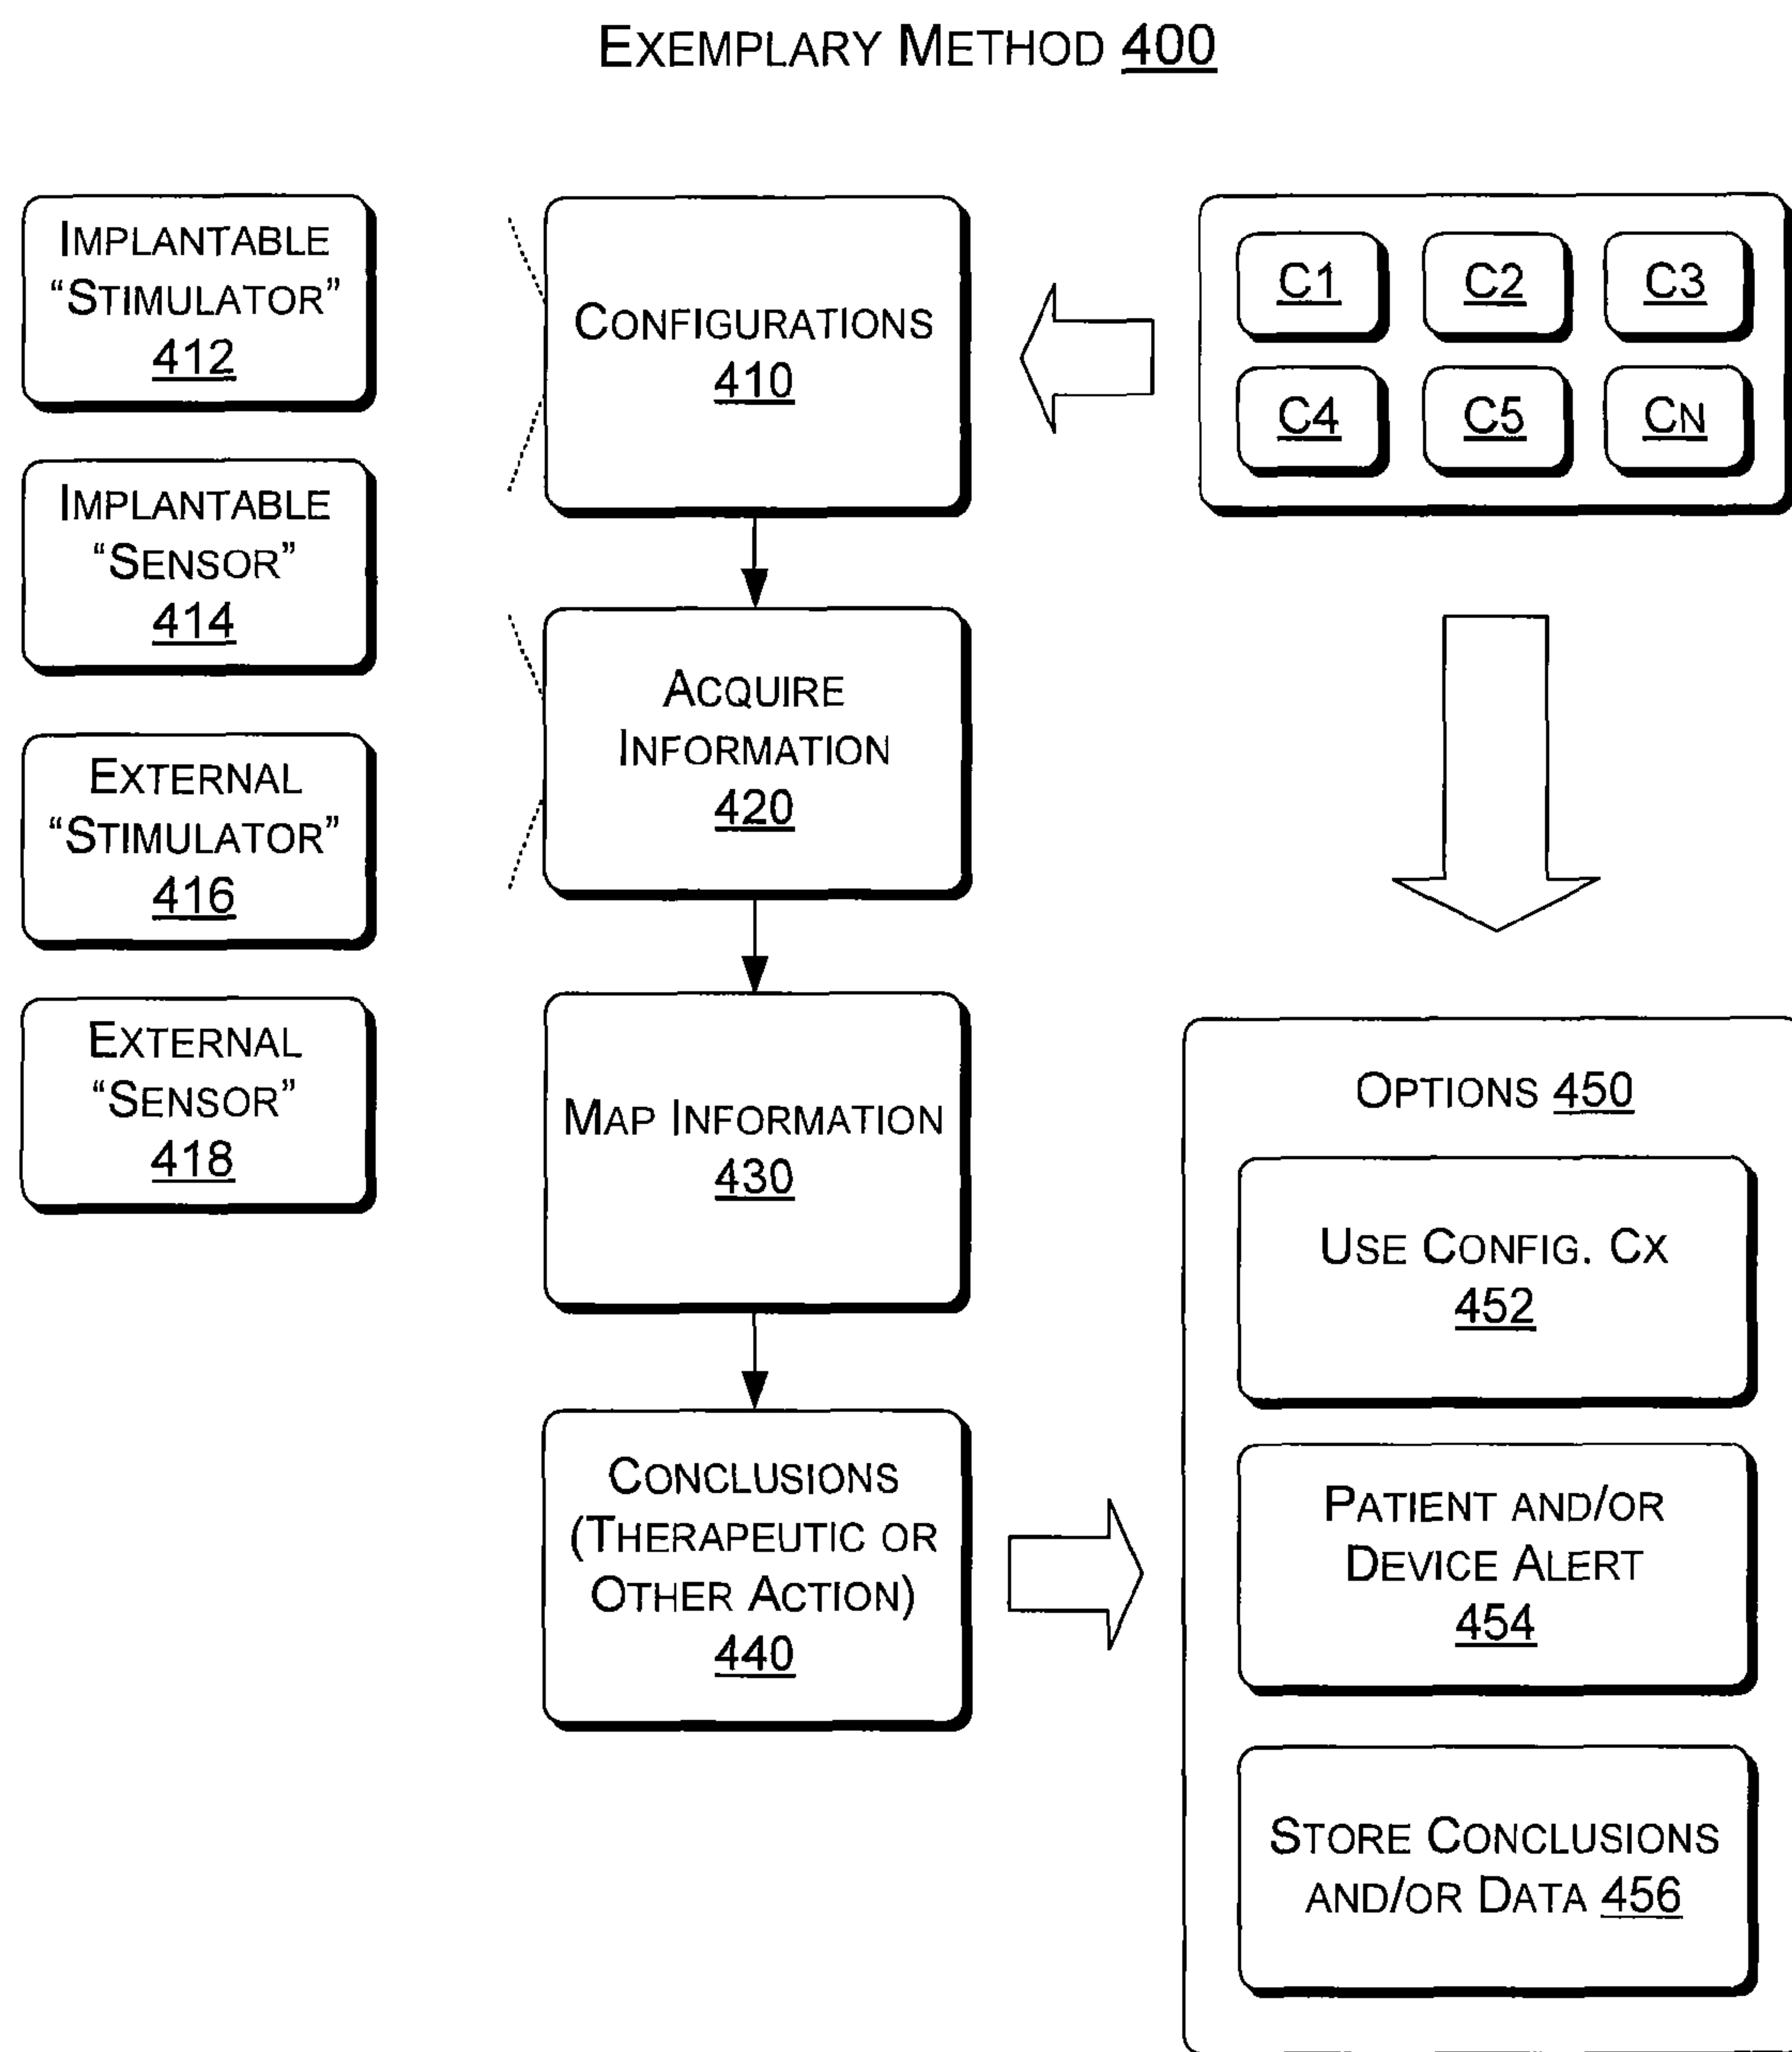 EXEMPLARY METHOD 400
IMPLANTABLE
"STIMULATOR"
412
IMPLANTABLE
"SENSOR"
414
EXTERNAL
"STIMULATOR"
416
EXTERNAL
"SENSOR"
418
CONFIGURATIONS
410
ACQUIRE
INFORMATION
420
MAP INFORMATION
430
CONCLUSIONS
(THERAPEUTIC OR
OTHER ACTION)
440
C1 C2 C3
C4 C5 CN
OPTIONS 450
USE CONFIG. CX
452
PATIENT AND/OR
DEVICE ALERT
454
STORE CONCLUSIONS
AND/OR DATA 456